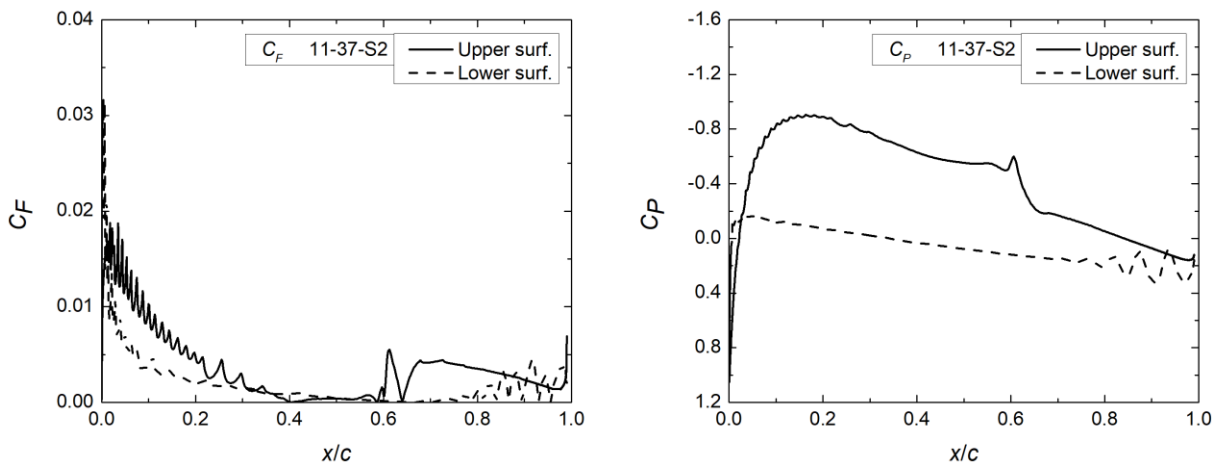 0.04
0.03
0.02
0.01
0.00
C_F
C_F 11-37-S2
Upper surf.
Lower surf.
0.0 0.2 0.4 0.6 0.8 1.0
x/c
-1.6
-1.2
-0.8
-0.4
0.0
0.4
0.8
1.2
C_P
C_P 11-37-S2
Upper surf.
Lower surf.
0.0 0.2 0.4 0.6 0.8 1.0
x/c